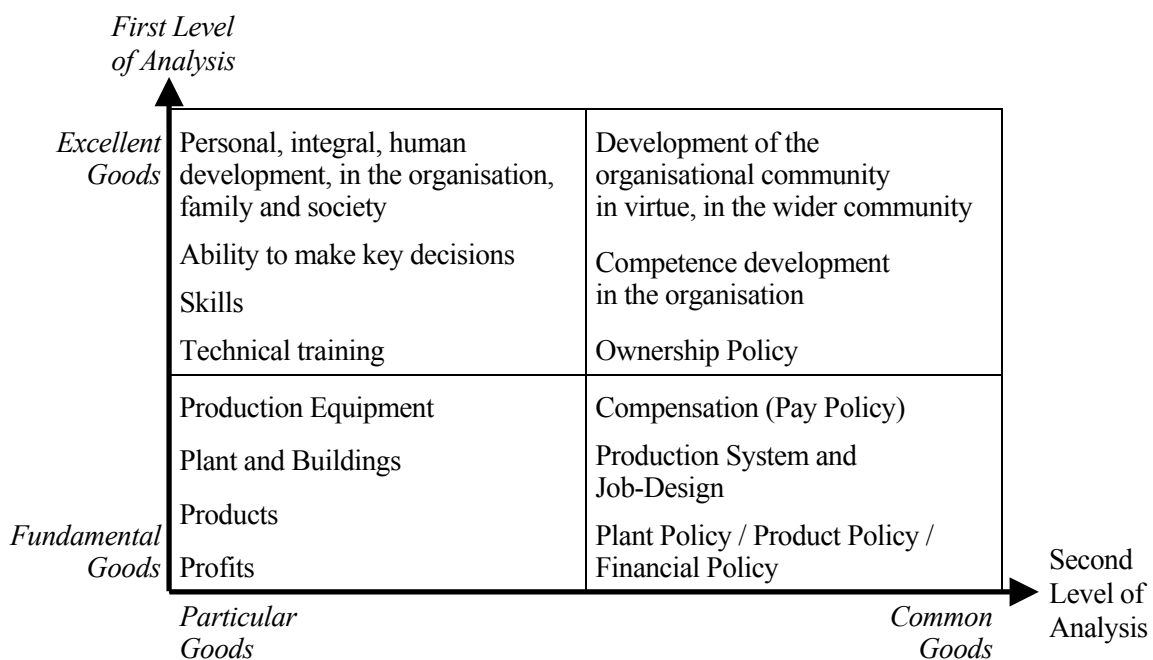 First Level
of Analysis
Excellent
Goods
Personal, integral, human
development, in the organisation,
family and society
Ability to make key decisions
Skills
Technical training
Development of the
organisational community
in virtue, in the wider community
Competence development
in the organisation
Ownership Policy
Fundamental
Goods
Production Equipment
Plant and Buildings
Products
Profits
Compensation (Pay Policy)
Production System and
Job-Design
Plant Policy / Product Policy /
Financial Policy
Particular
Goods
Common
Goods
Second
Level of
Analysis